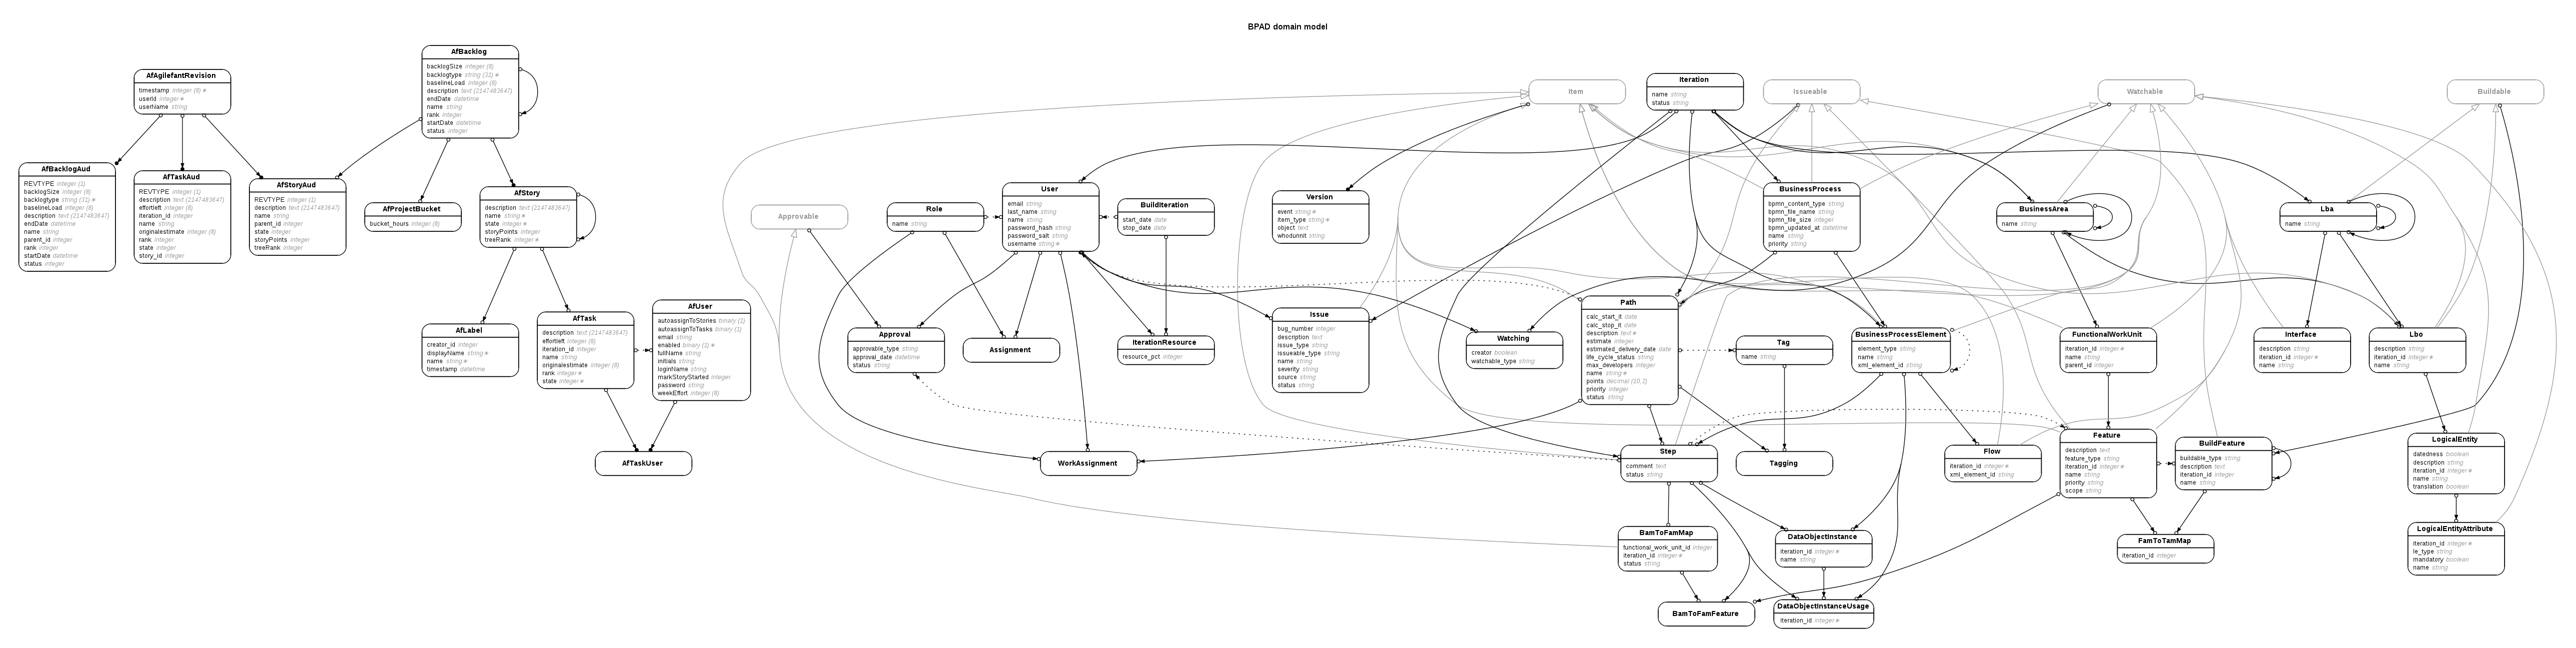 BPAD domain model
AfAgilefantRevision
timestamp integer (8) ∗
userId integer ∗
userName string
AfBacklog
backlogSize integer (8)
backlogtype string (31) ∗
baselineLoad integer (8)
description text (2147483647)
endDate datetime
name string
rank integer
startDate datetime
status integer
AfBacklogAud
REVTYPE integer (1)
backlogSize integer (8)
backlogtype string (31) ∗
baselineLoad integer (8)
description text (2147483647)
endDate datetime
name string
parent_id integer
rank integer
startDate datetime
status integer
AfTaskAud
REVTYPE integer (1)
description text (2147483647)
effortleft integer (8)
iteration_id integer
name string
originalestimate integer (8)
rank integer
state integer
story_id integer
AfStoryAud
REVTYPE integer (1)
description text (2147483647)
name string
parent_id integer
state integer
storyPoints integer
treeRank integer
AfProjectBucket
bucket_hours integer (8)
AfStory
description text (2147483647)
name string ∗
state integer ∗
storyPoints integer
treeRank integer ∗
AfLabel
creator_id integer
displayName string ∗
name string ∗
timestamp datetime
AfTask
description text (2147483647)
effortleft integer (8)
iteration_id integer
name string
originalestimate integer (8)
rank integer ∗
state integer ∗
AfUser
autoassignToStories binary (1)
autoassignToTasks binary (1)
email string
enabled binary (1) ∗
fullName string
initials string
loginName string
markStoryStarted integer
password string
weekEffort integer (8)
AfTaskUser
Approvable
Role
name string
User
email string
last_name string
name string
password_hash string
password_salt string
username string ∗
BuildIteration
start_date date
stop_date date
Approval
approvable_type string
approval_date datetime
status string
Assignment
IterationResource
resource_pct integer
WorkAssignment
Version
event string ∗
item_type string ∗
object text
whodunnit string
Issue
bug_number integer
description text
issue_type string
issueable_type string
name string
severity string
source string
status string
Watching
creator boolean
watchable_type string
Item
Iteration
name string
status string
Issueable
Watchable
Buildable
BusinessProcess
bpmn_content_type string
bpmn_file_name string
bpmn_file_size integer
bpmn_updated_at datetime
name string
priority string
BusinessArea
name string
Lba
name string
Path
calc_start_it date
calc_stop_it date
description text ∗
estimate integer
estimated_delivery_date date
life_cycle_status string
max_developers integer
name string ∗
points decimal (10,2)
priority integer
status string
Tag
name string
BusinessProcessElement
element_type string
name string
xml_element_id string
FunctionalWorkUnit
iteration_id integer ∗
name string
parent_id integer
Interface
description string
iteration_id integer ∗
name string
Lbo
description string
iteration_id integer ∗
name string
Step
comment text
status string
Tagging
Flow
iteration_id integer ∗
xml_element_id string
Feature
description text
feature_type string
iteration_id integer ∗
name string
priority string
scope string
BuildFeature
buildable_type string
description text
iteration_id integer
name string
LogicalEntity
datedness boolean
description string
iteration_id integer ∗
name string
translation boolean
BamToFamMap
functional_work_unit_id integer
iteration_id integer ∗
status string
DataObjectInstance
iteration_id integer ∗
name string
FamToTamMap
iteration_id integer
LogicalEntityAttribute
iteration_id integer ∗
le_type string
mandatory boolean
name string
BamToFamFeature
DataObjectInstanceUsage
iteration_id integer ∗